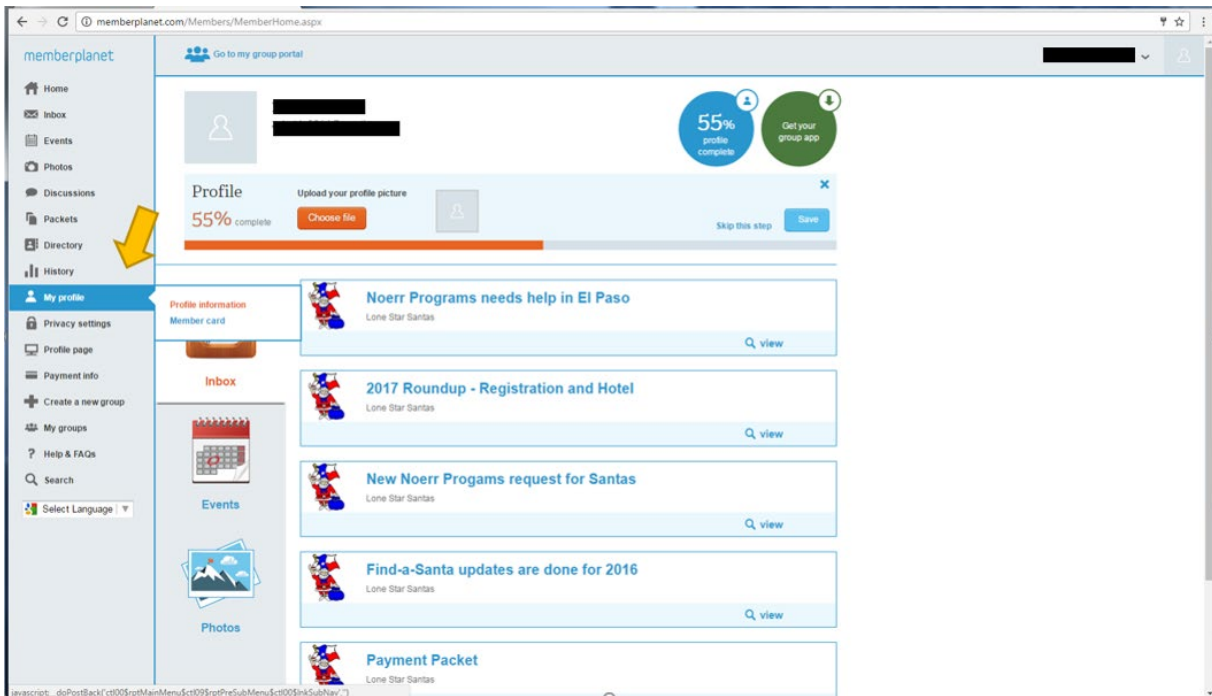 memberplanet.com/Members/MemberHome.aspx
memberplanet
Go to my group portal
Home
Inbox
Events
Photos
Discussions
Packets
Directory
History
My profile
Privacy settings
Profile page
Payment info
Create a new group
My groups
Help & FAQs
Search
Select Language
55%
profile
complete
Get your
group app
Profile
55% complete
Upload your profile picture
Choose file
Skip this step
Save
Profile information
Member card
Inbox
Events
Photos
Noerr Programs needs help in El Paso
Lone Star Santas
view
2017 Roundup - Registration and Hotel
Lone Star Santas
view
New Noerr Progams request for Santas
Lone Star Santas
view
Find-a-Santa updates are done for 2016
Lone Star Santas
view
Payment Packet
Lone Star Santas
javascript:__doPostBack('ctl00$rptMainMenu$ctl09$rptPreSubMenu$ctl00$lnkSubNav','')